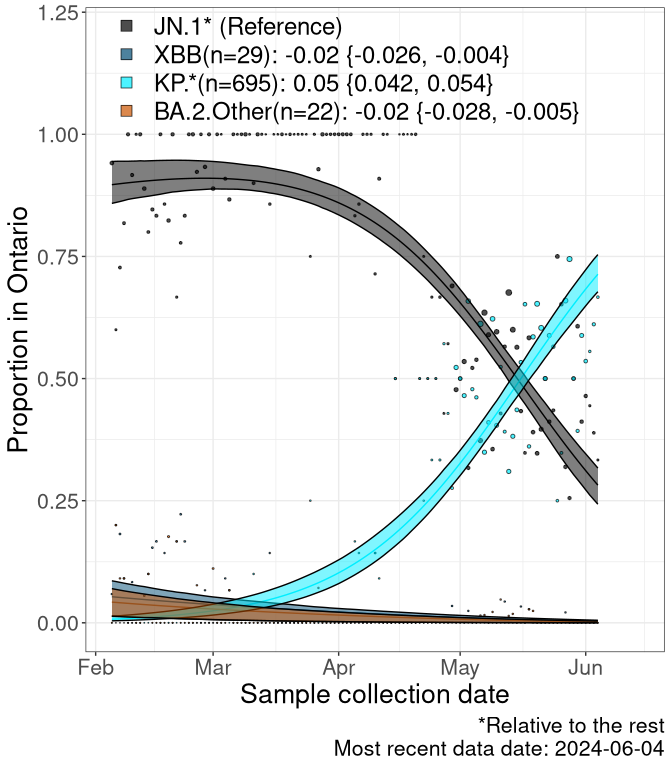 JN.1* (Reference)
XBB(n=29): -0.02 {-0.026, -0.004}
KP.*(n=695): 0.05 {0.042, 0.054}
BA.2.Other(n=22): -0.02 {-0.028, -0.005}
1.25
1.00
0.75
0.50
0.25
0.00
Proportion in Ontario
Feb Mar Apr May Jun
Sample collection date
*Relative to the rest
Most recent data date: 2024-06-04